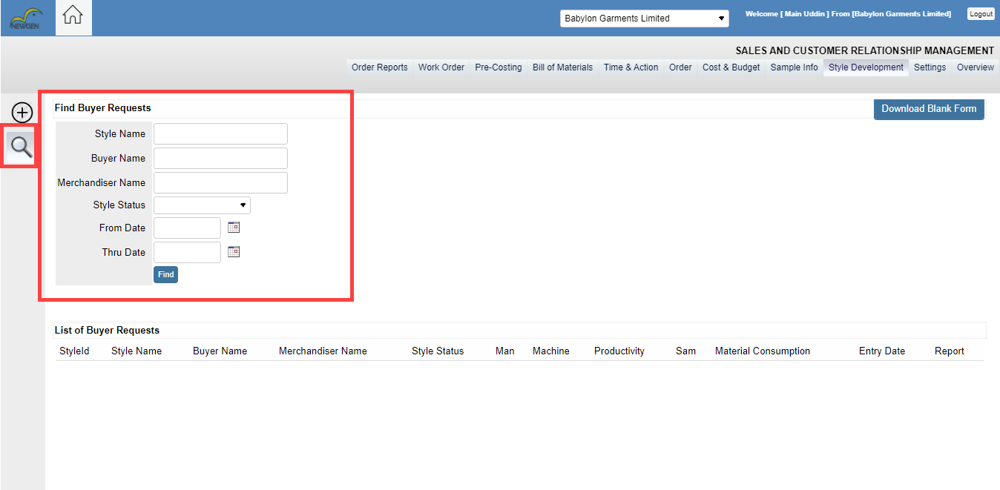 NEWGEN
Babylon Garments Limited
Welcome [ Main Uddin ] From [Babylon Garments Limited]
Logout
SALES AND CUSTOMER RELATIONSHIP MANAGEMENT
Order Reports Work Order Pre-Costing Bill of Materials Time & Action Order Cost & Budget Sample Info Style Development Settings Overview
Find Buyer Requests
Download Blank Form
Style Name
Buyer Name
Merchandiser Name
Style Status
From Date
Thru Date
Find
List of Buyer Requests
StyleId Style Name Buyer Name Merchandiser Name Style Status Man Machine Productivity Sam Material Consumption Entry Date Report